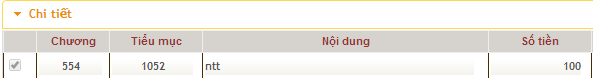 Chi tiết
Chương Tiểu mục Nội dung Số tiền
554 1052 ntt 100